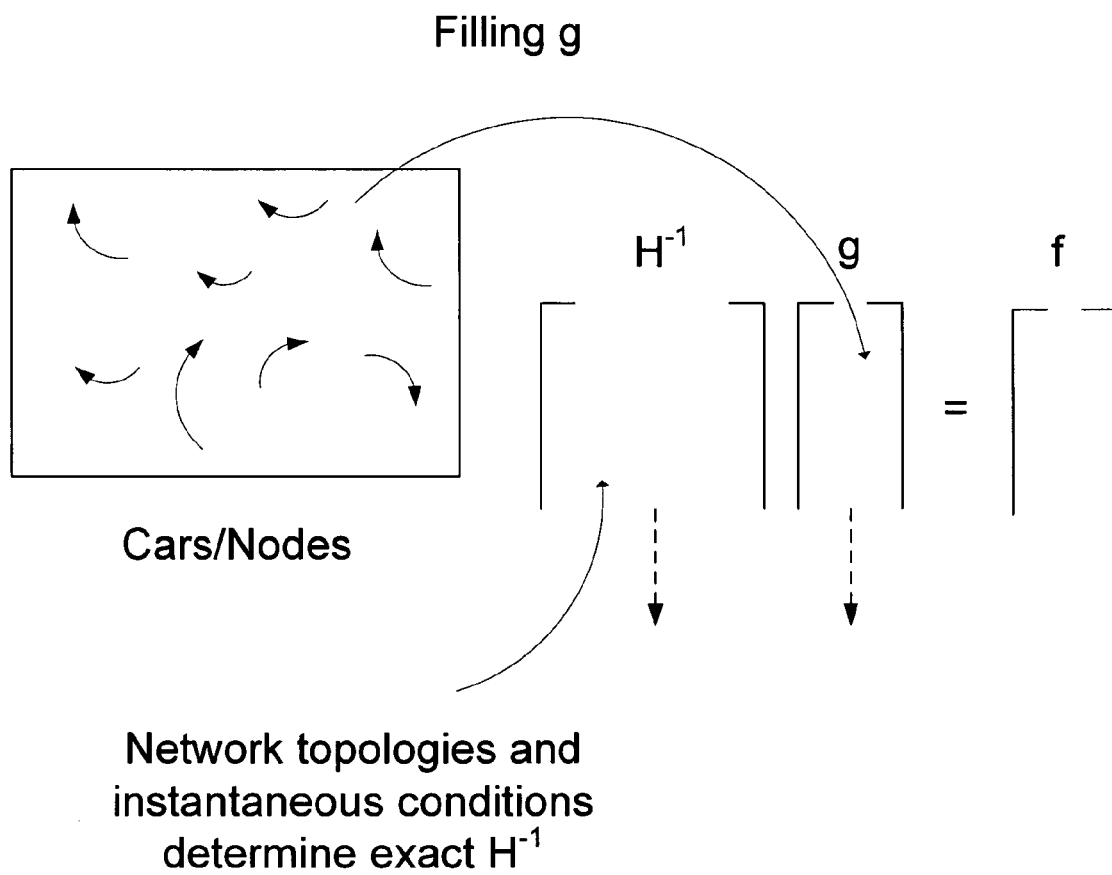 Filling g
H⁻¹
g
f
=
Cars/Nodes
Network topologies and
instantaneous conditions
determine exact H⁻¹